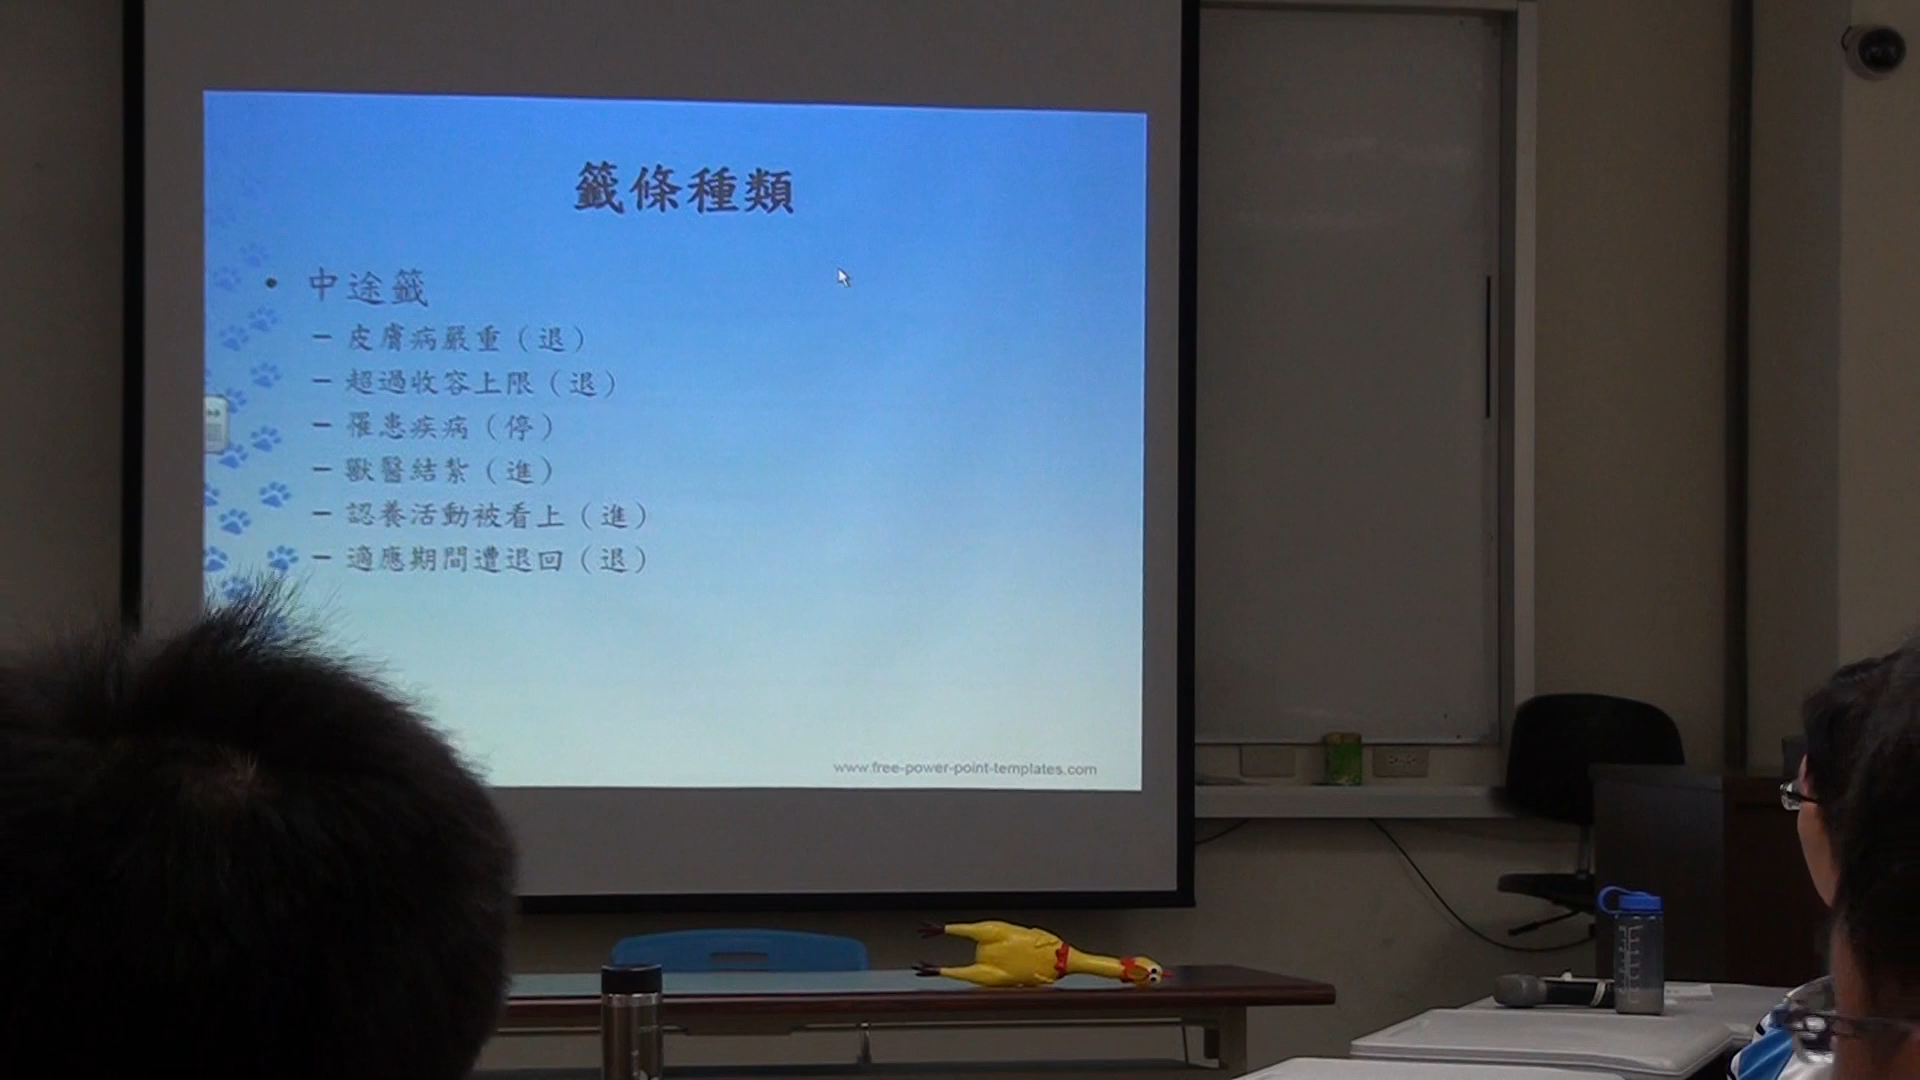 籤條種類
• 中途籤
– 皮膚病嚴重（退）
– 超過收容上限（退）
– 罹患疾病（停）
– 獸醫結紮（進）
– 認養活動被看上（進）
– 適應期間遭退回（退）
www.free-power-point-templates.com